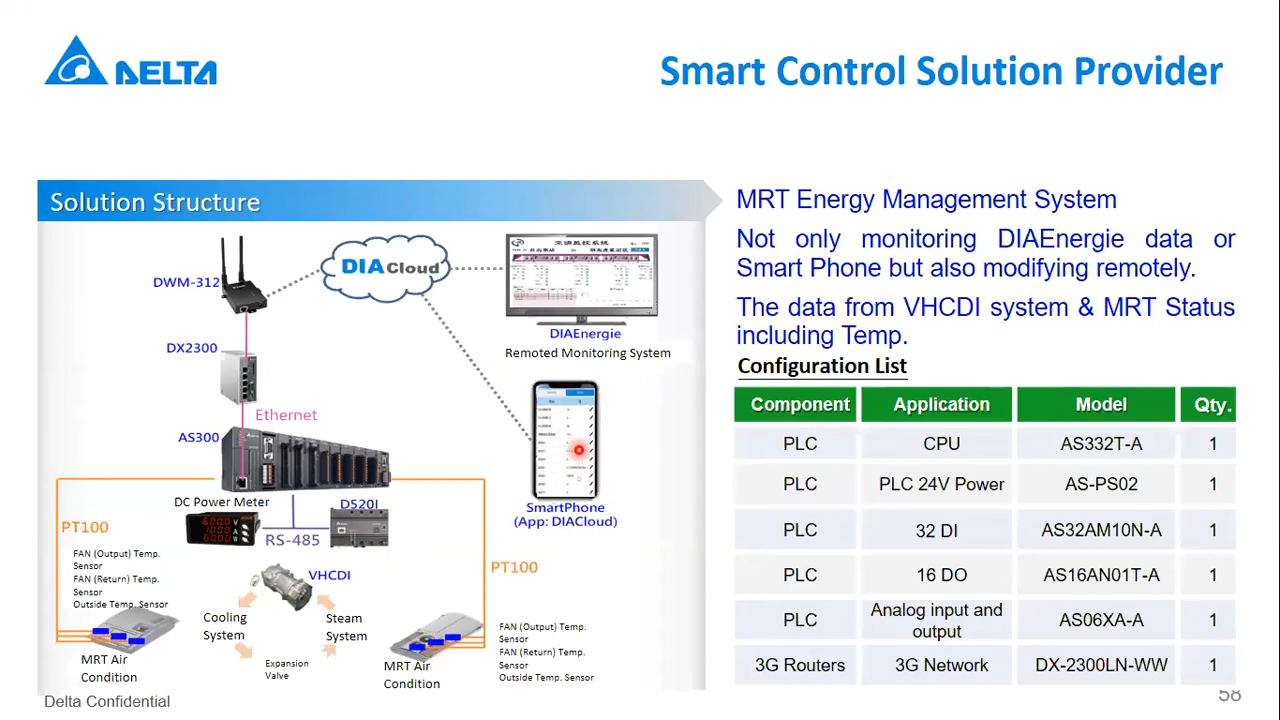 DELTA
Smart Control Solution Provider
Solution Structure
DWM-312
DIACloud
DIAEnergie
Remoted Monitoring System
DX2300
Ethernet
AS300
SmartPhone
(App: DIACloud)
DC Power Meter
D520I
RS-485
PT100
FAN (Output) Temp.
Sensor
FAN (Return) Temp.
Sensor
Outside Temp. Sensor
VHCDI
Cooling
System
Steam
System
Expansion
Valve
MRT Air
Condition
PT100
FAN (Output) Temp.
Sensor
FAN (Return) Temp.
Sensor
Outside Temp. Sensor
MRT Air
Condition
MRT Energy Management System
Not only monitoring DIAEnergie data or
Smart Phone but also modifying remotely.
The data from VHCDI system & MRT Status
including Temp.
Configuration List
Component Application Model Qty.
PLC CPU AS332T-A 1
PLC PLC 24V Power AS-PS02 1
PLC 32 DI AS32AM10N-A 1
PLC 16 DO AS16AN01T-A 1
PLC Analog input and output AS06XA-A 1
3G Routers 3G Network DX-2300LN-WW 1
Delta Confidential
58